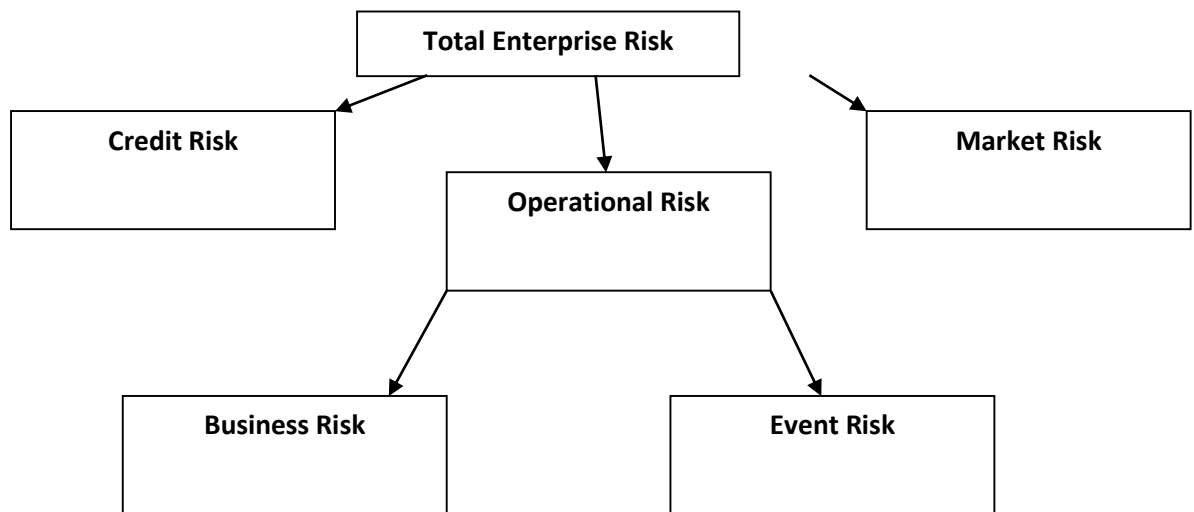 Total Enterprise Risk
Credit Risk
Market Risk
Operational Risk
Business Risk
Event Risk